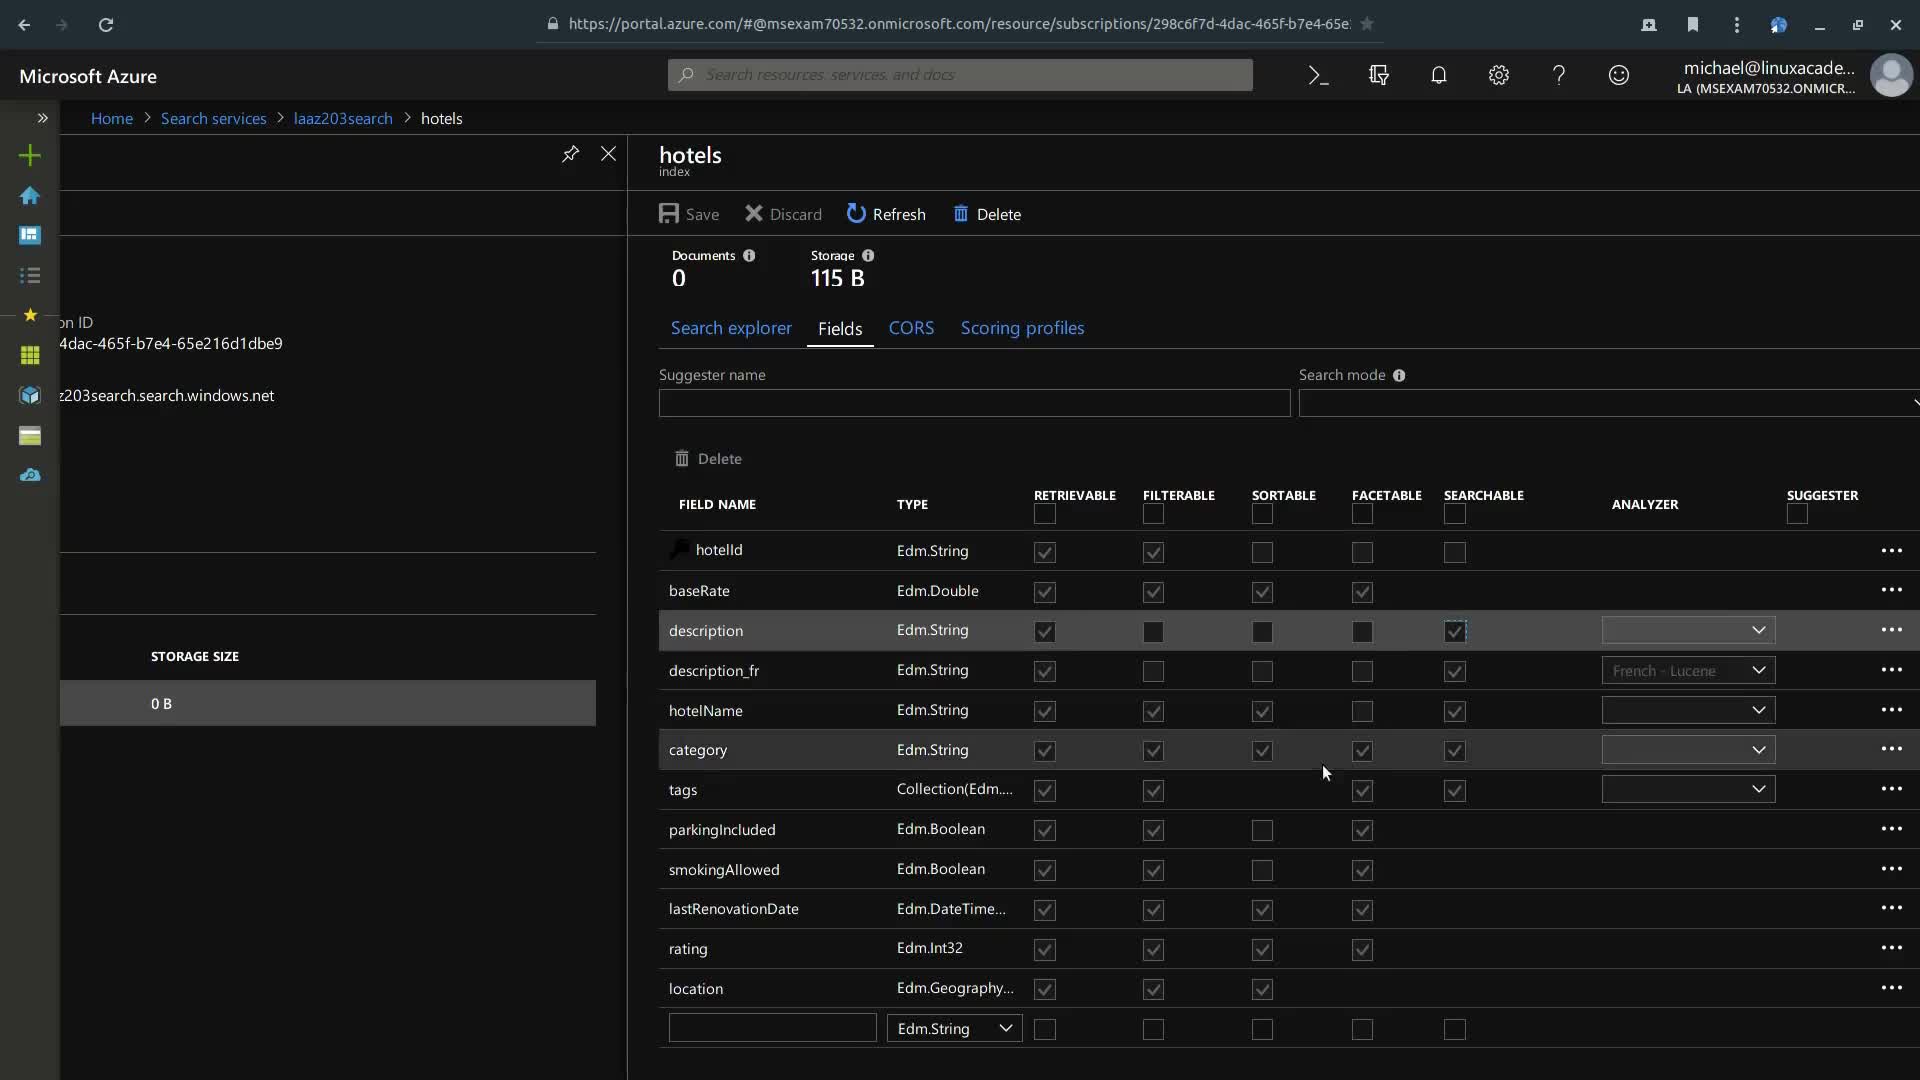 https://portal.azure.com/#@msexam70532.onmicrosoft.com/resource/subscriptions/298c6f7d-4dac-465f-b7e4-65e
Microsoft Azure
Search resources, services, and docs
michael@linuxacade...
LA (MSEXAM70532.ONMICR...
Home > Search services > laaz203search > hotels
hotels
index
Save Discard Refresh Delete
Documents Storage
0 115 B
on ID
4dac-465f-b7e4-65e216d1dbe9
z203search.search.windows.net
STORAGE SIZE
0 B
Search explorer Fields CORS Scoring profiles
Suggester name Search mode
Delete
FIELD NAME TYPE RETRIEVABLE FILTERABLE SORTABLE FACETABLE SEARCHABLE ANALYZER SUGGESTER
hotelId Edm.String
baseRate Edm.Double
description Edm.String
description_fr Edm.String French - Lucene
hotelName Edm.String
category Edm.String
tags Collection(Edm....
parkingIncluded Edm.Boolean
smokingAllowed Edm.Boolean
lastRenovationDate Edm.DateTime...
rating Edm.Int32
location Edm.Geography...
Edm.String